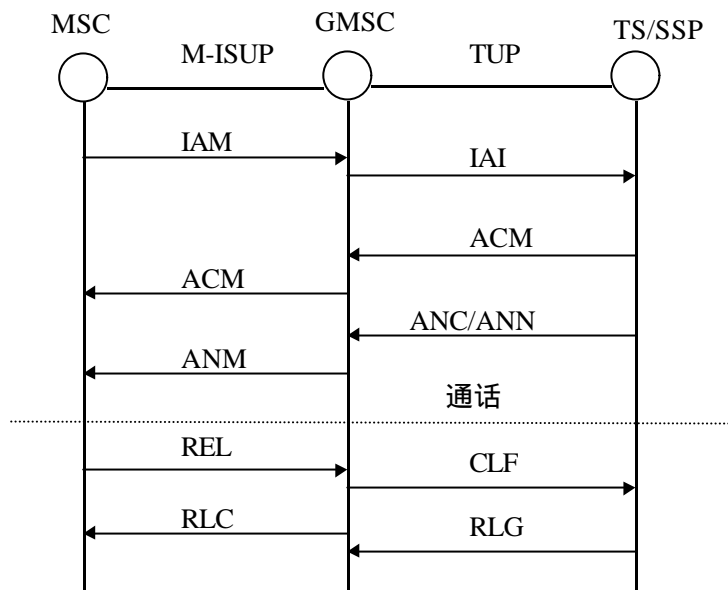 MSC GMSC TS/SSP
M-ISUP TUP
IAM
IAI
ACM
ACM
ANC/ANN
ANM
通话
REL
CLF
RLC
RLG